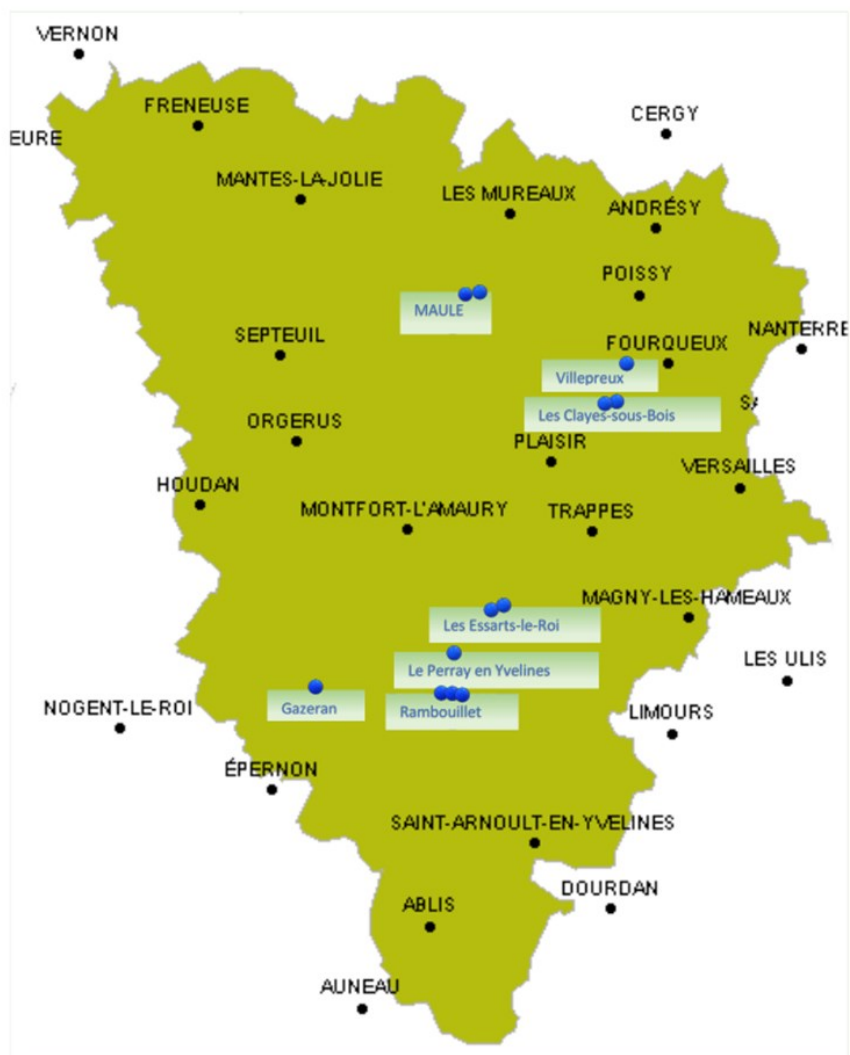 VERNON
FRENEUSE
CERGY
EURE
MANTES-LA-JOLIE
LES MUREAUX
ANDRÉSY
POISSY
MAULE
NANTERRE
SEPTEUIL
FOURQUEUX
Villepreux
SA
Les Clayes-sous-Bois
ORGERUS
PLAISIR
VERSAILLES
HOUDAN
MONTFORT-L'AMAURY
TRAPPES
MAGNY-LES-HAMEAUX
Les Essarts-le-Roi
LES ULIS
Le Perray en Yvelines
NOGENT-LE-ROI
Gazeran
Rambouillet
LIMOURS
ÉPERNON
SAINT-ARNOULT-EN-YVELINES
DOURDAN
ABLIS
AUNEAU